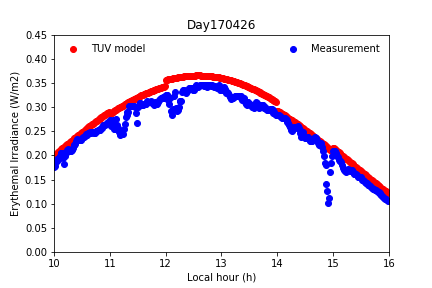 Day170426
TUV model
Measurement
Erythemal Irradiance (W/m2)
0.45
0.40
0.35
0.30
0.25
0.20
0.15
0.10
0.05
0.00
10 11 12 13 14 15 16
Local hour (h)